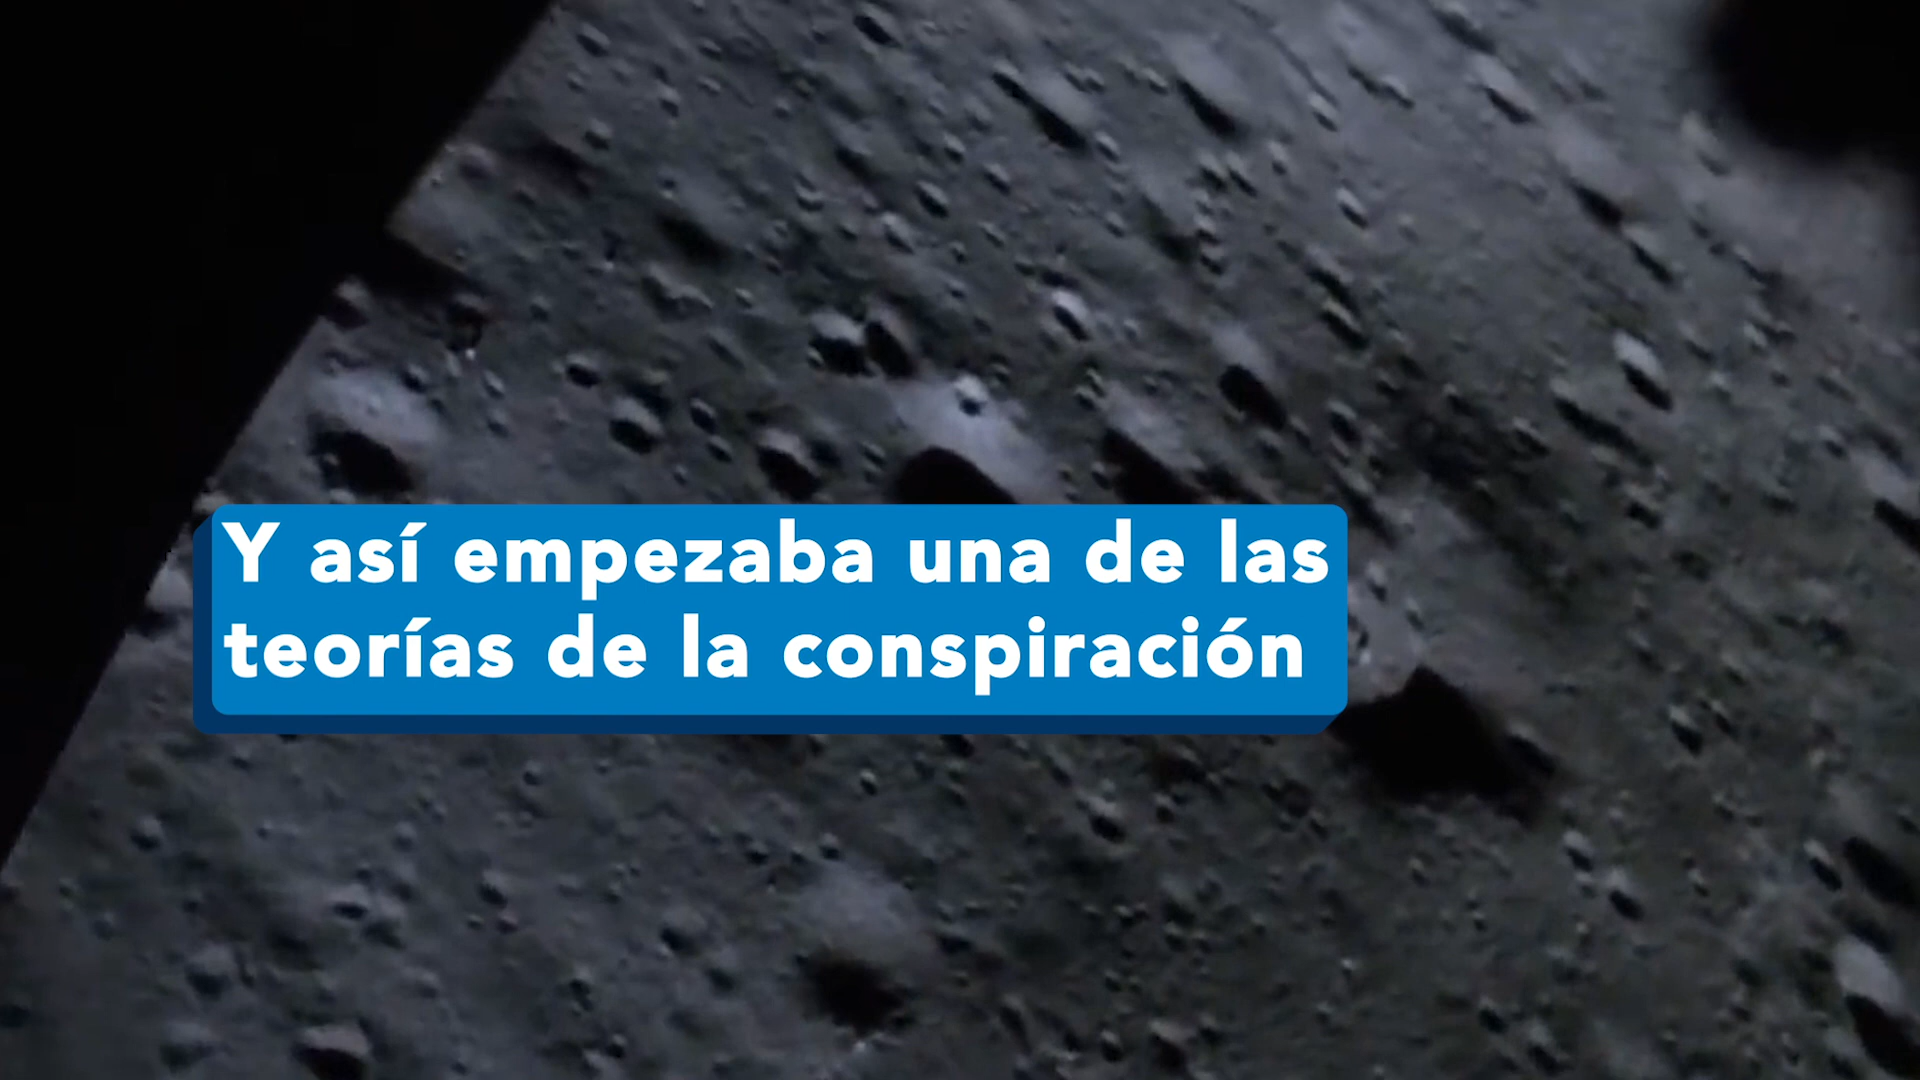 Y así empezaba una de las
teorías de la conspiración